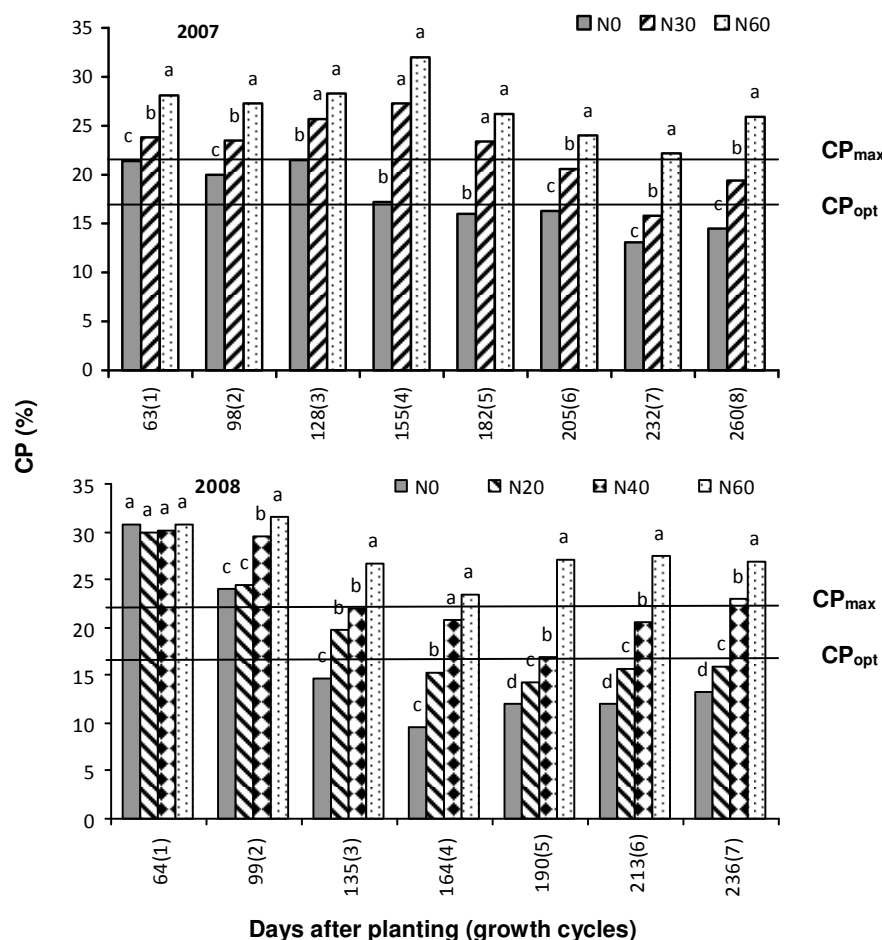 2007
N0 N30 N60
35
30
25
20
15
10
5
0
c b a
c b a
b a a
b a a
b a a
c b a
c b a
c b a
CPmax
CPopt
63(1) 98(2) 128(3) 155(4) 182(5) 205(6) 232(7) 260(8)
CP (%)
2008
N0 N20 N40 N60
35
30
25
20
15
10
5
0
a a a a
c c b a
c b b a
c b a a
d c b a
d c b a
d c b a
CPmax
CPopt
64(1) 99(2) 135(3) 164(4) 190(5) 213(6) 236(7)
Days after planting (growth cycles)